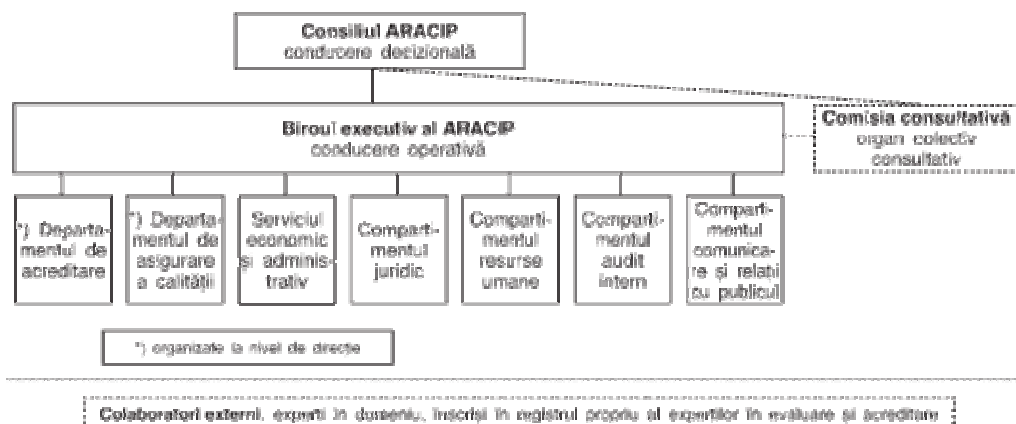 Consiliul ARACIP
conducere decizională
Biroul executiv al ARACIP
conducere operativă
Comisia consultativă
organ colectiv
consultativ
*) Departa-
mentul de
acreditare
*) Departa-
mentul de
asigurare
a calității
Serviciul
economic
și adminis-
trativ
Comparti-
mentul
juridic
Comparti-
mentul
resurse
umane
Comparti-
mentul
audit
intern
Comparti-
mentul
comunica-
re și relații
cu publicul
*) organizate la nivel de direcție
Colaboratori externi, experți în domeniu, înscriși în registrul propriu al experților în evaluare și acreditare